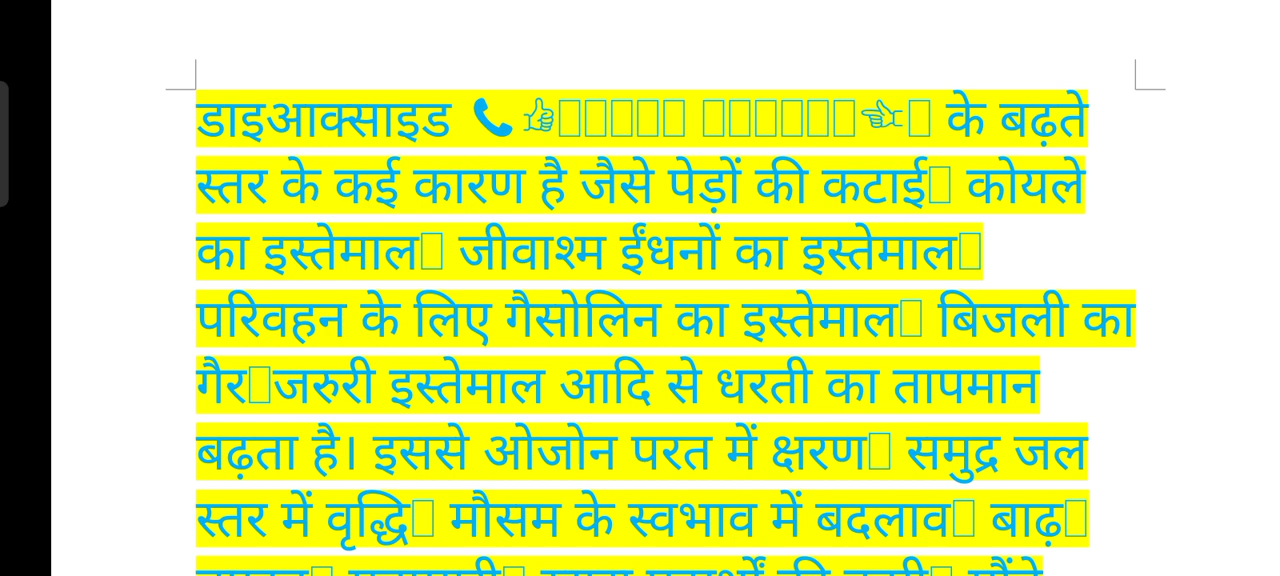 डाइआक्साइड 📞👍▯▯▯▯▯ ▯▯▯▯▯▯👈▯ के बढ़ते
स्तर के कई कारण है जैसे पेड़ों की कटाई▯ कोयले
का इस्तेमाल▯ जीवाश्म ईंधनों का इस्तेमाल▯
परिवहन के लिए गैसोलिन का इस्तेमाल▯ बिजली का
गैर▯जरुरी इस्तेमाल आदि से धरती का तापमान
बढ़ता है। इससे ओजोन परत में क्षरण▯ समुद्र जल
स्तर में वृद्धि▯ मौसम के स्वभाव में बदलाव▯ बाढ़▯